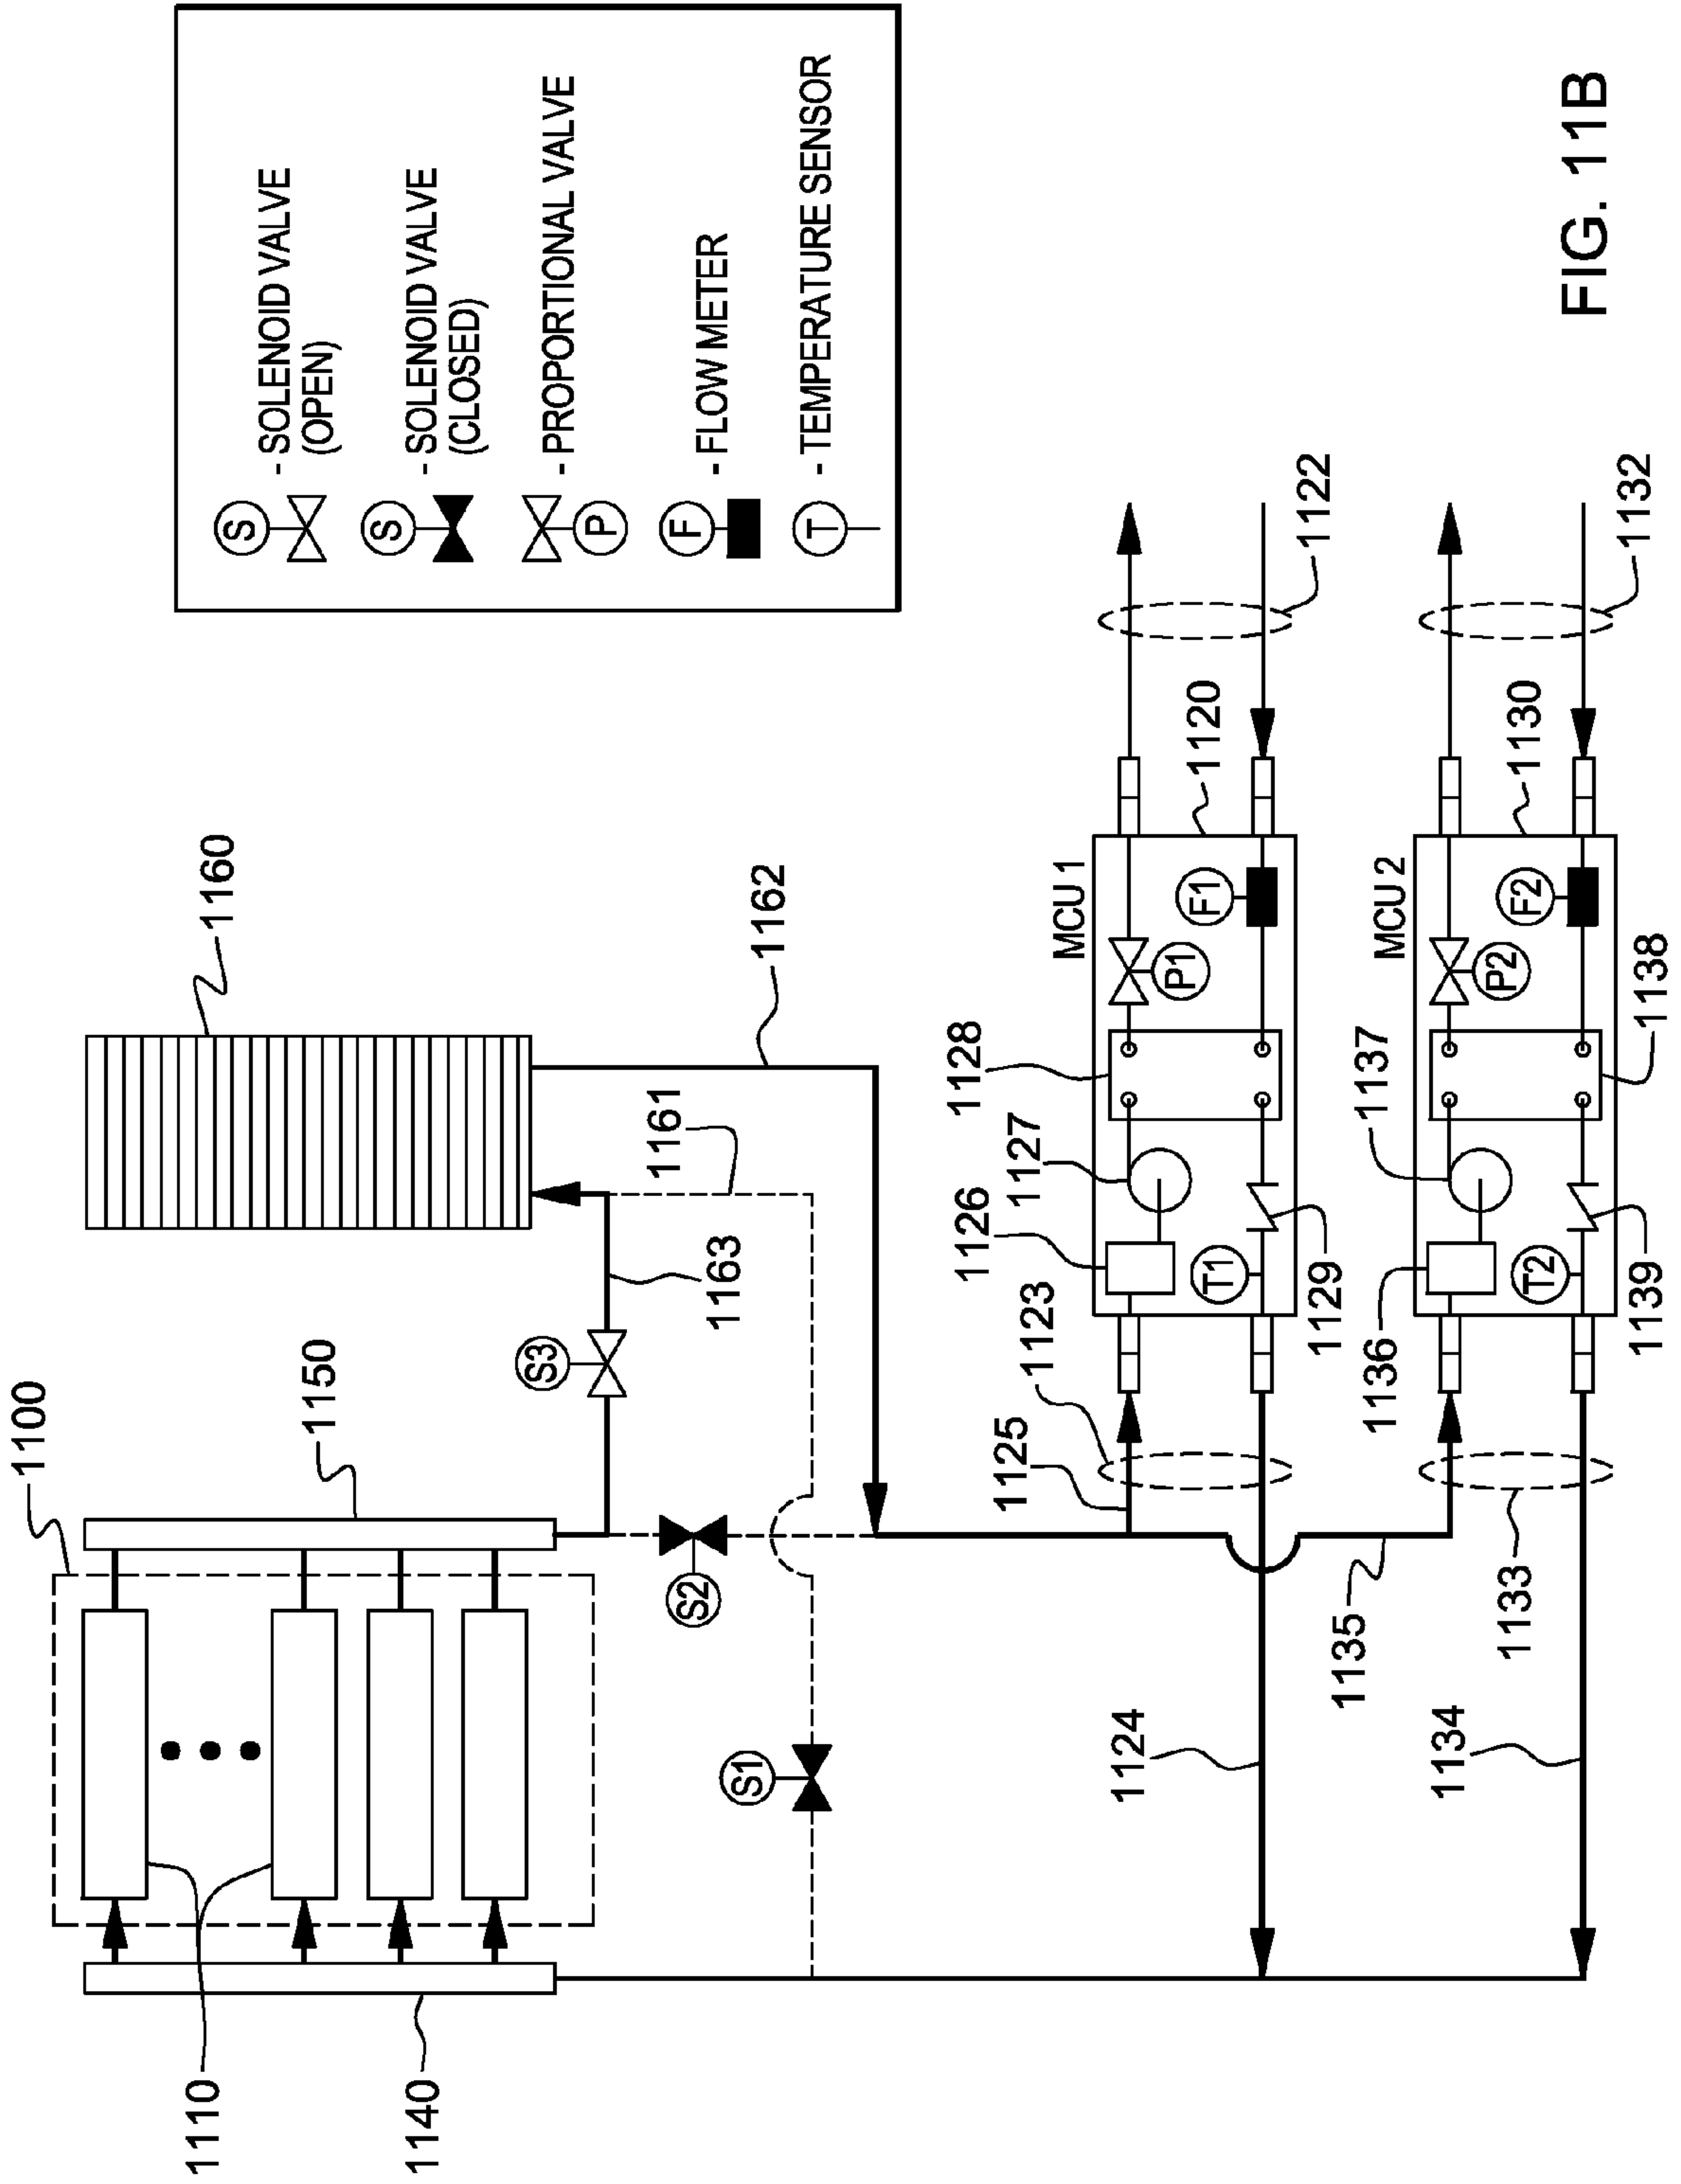 1100
1150
1160
1110
1140
S3
1163
1161
1162
S2
S1
S - SOLENOID VALVE
(OPEN)
S - SOLENOID VALVE
(CLOSED)
- PROPORTIONAL VALVE
P
F - FLOW METER
T - TEMPERATURE SENSOR
1123
1125
1126
1127
1128
MCU 1
1120
1122
P1
F1
T1
1129
1124
1135
1133
1136
1137
1138
MCU 2
1130
1132
P2
F2
T2
1139
1134
FIG. 11B